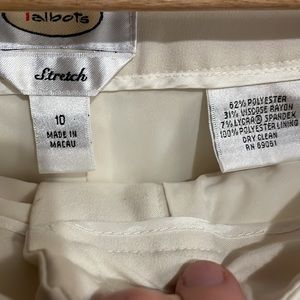 Talbots
Stretch
10
MADE IN
MACAU
62% POLYESTER
31% VISCOSE RAYON
7% LYCRA® SPANDEX
100% POLYESTER LINING
DRY CLEAN
RN 69061